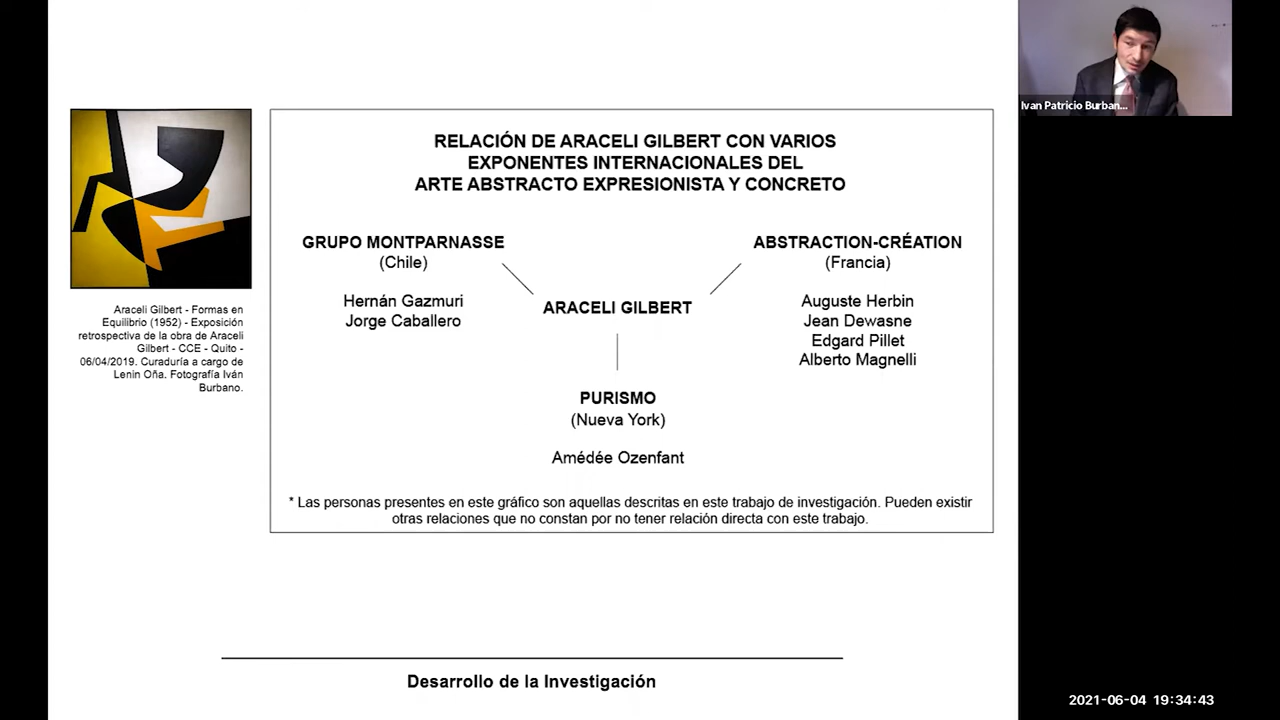 Ivan Patricio Burban...
RELACIÓN DE ARACELI GILBERT CON VARIOS
EXPONENTES INTERNACIONALES DEL
ARTE ABSTRACTO EXPRESIONISTA Y CONCRETO
GRUPO MONTPARNASSE
(Chile)
Hernán Gazmuri
Jorge Caballero
ABSTRACTION-CRÉATION
(Francia)
Auguste Herbin
Jean Dewasne
Edgard Pillet
Alberto Magnelli
ARACELI GILBERT
PURISMO
(Nueva York)
Amédée Ozenfant
* Las personas presentes en este gráfico son aquellas descritas en este trabajo de investigación. Pueden existir
otras relaciones que no constan por no tener relación directa con este trabajo.
Araceli Gilbert - Formas en
Equilibrio (1952) - Exposición
retrospectiva de la obra de Araceli
Gilbert - CCE - Quito -
06/04/2019. Curaduría a cargo de
Lenin Oña. Fotografía Iván
Burbano.
Desarrollo de la Investigación
2021-06-04 19:34:43